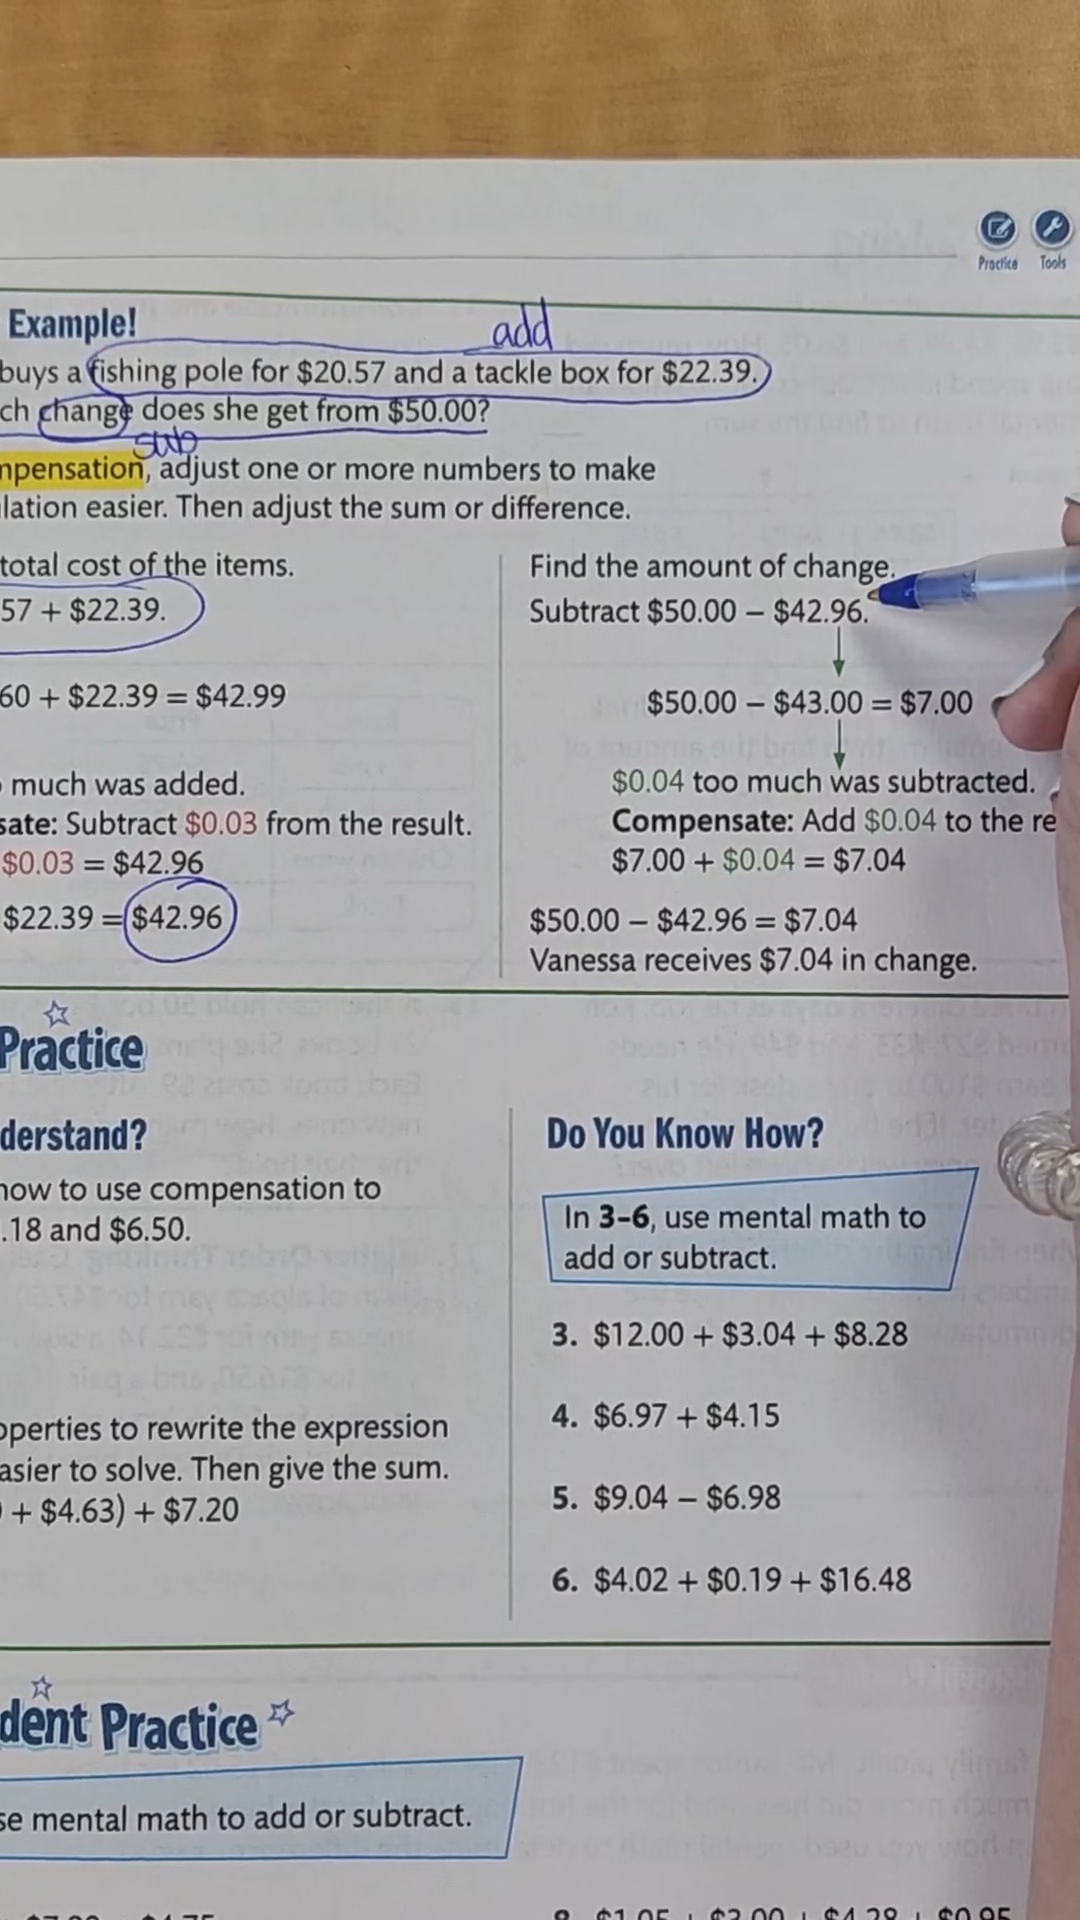 Practice Tools
Example!
add
buys a fishing pole for $20.57 and a tackle box for $22.39.
ch change does she get from $50.00?
sub
mpensation, adjust one or more numbers to make
lation easier. Then adjust the sum or difference.
total cost of the items.
57 + $22.39.
60 + $22.39 = $42.99
much was added.
sate: Subtract $0.03 from the result.
$0.03 = $42.96
$22.39 = $42.96
Find the amount of change.
Subtract $50.00 – $42.96.
$50.00 – $43.00 = $7.00
$0.04 too much was subtracted.
Compensate: Add $0.04 to the re
$7.00 + $0.04 = $7.04
$50.00 – $42.96 = $7.04
Vanessa receives $7.04 in change.
Practice
derstand?
how to use compensation to
.18 and $6.50.
operties to rewrite the expression
asier to solve. Then give the sum.
+ $4.63) + $7.20
Do You Know How?
In 3–6, use mental math to
add or subtract.
3. $12.00 + $3.04 + $8.28
4. $6.97 + $4.15
5. $9.04 – $6.98
6. $4.02 + $0.19 + $16.48
dent Practice
se mental math to add or subtract.
$1.05 + $3.00 + $4.28 + $0.95